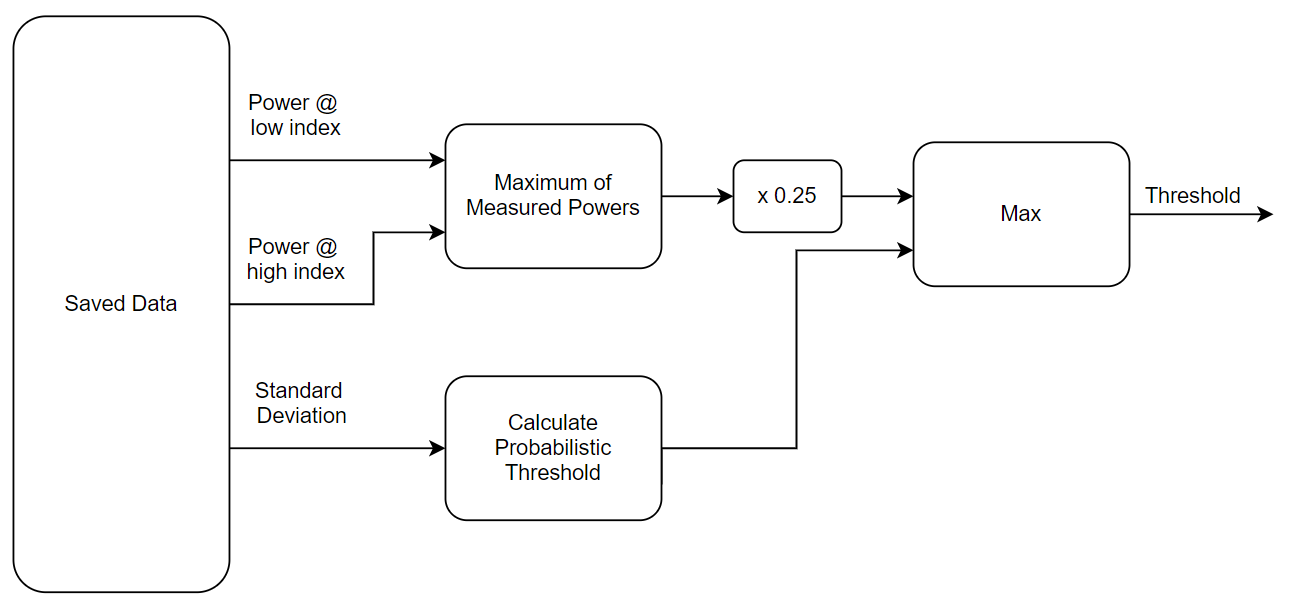 Saved Data
Power @
low index
Power @
high index
Standard
Deviation
Maximum of
Measured Powers
Calculate
Probabilistic
Threshold
x 0.25
Max
Threshold